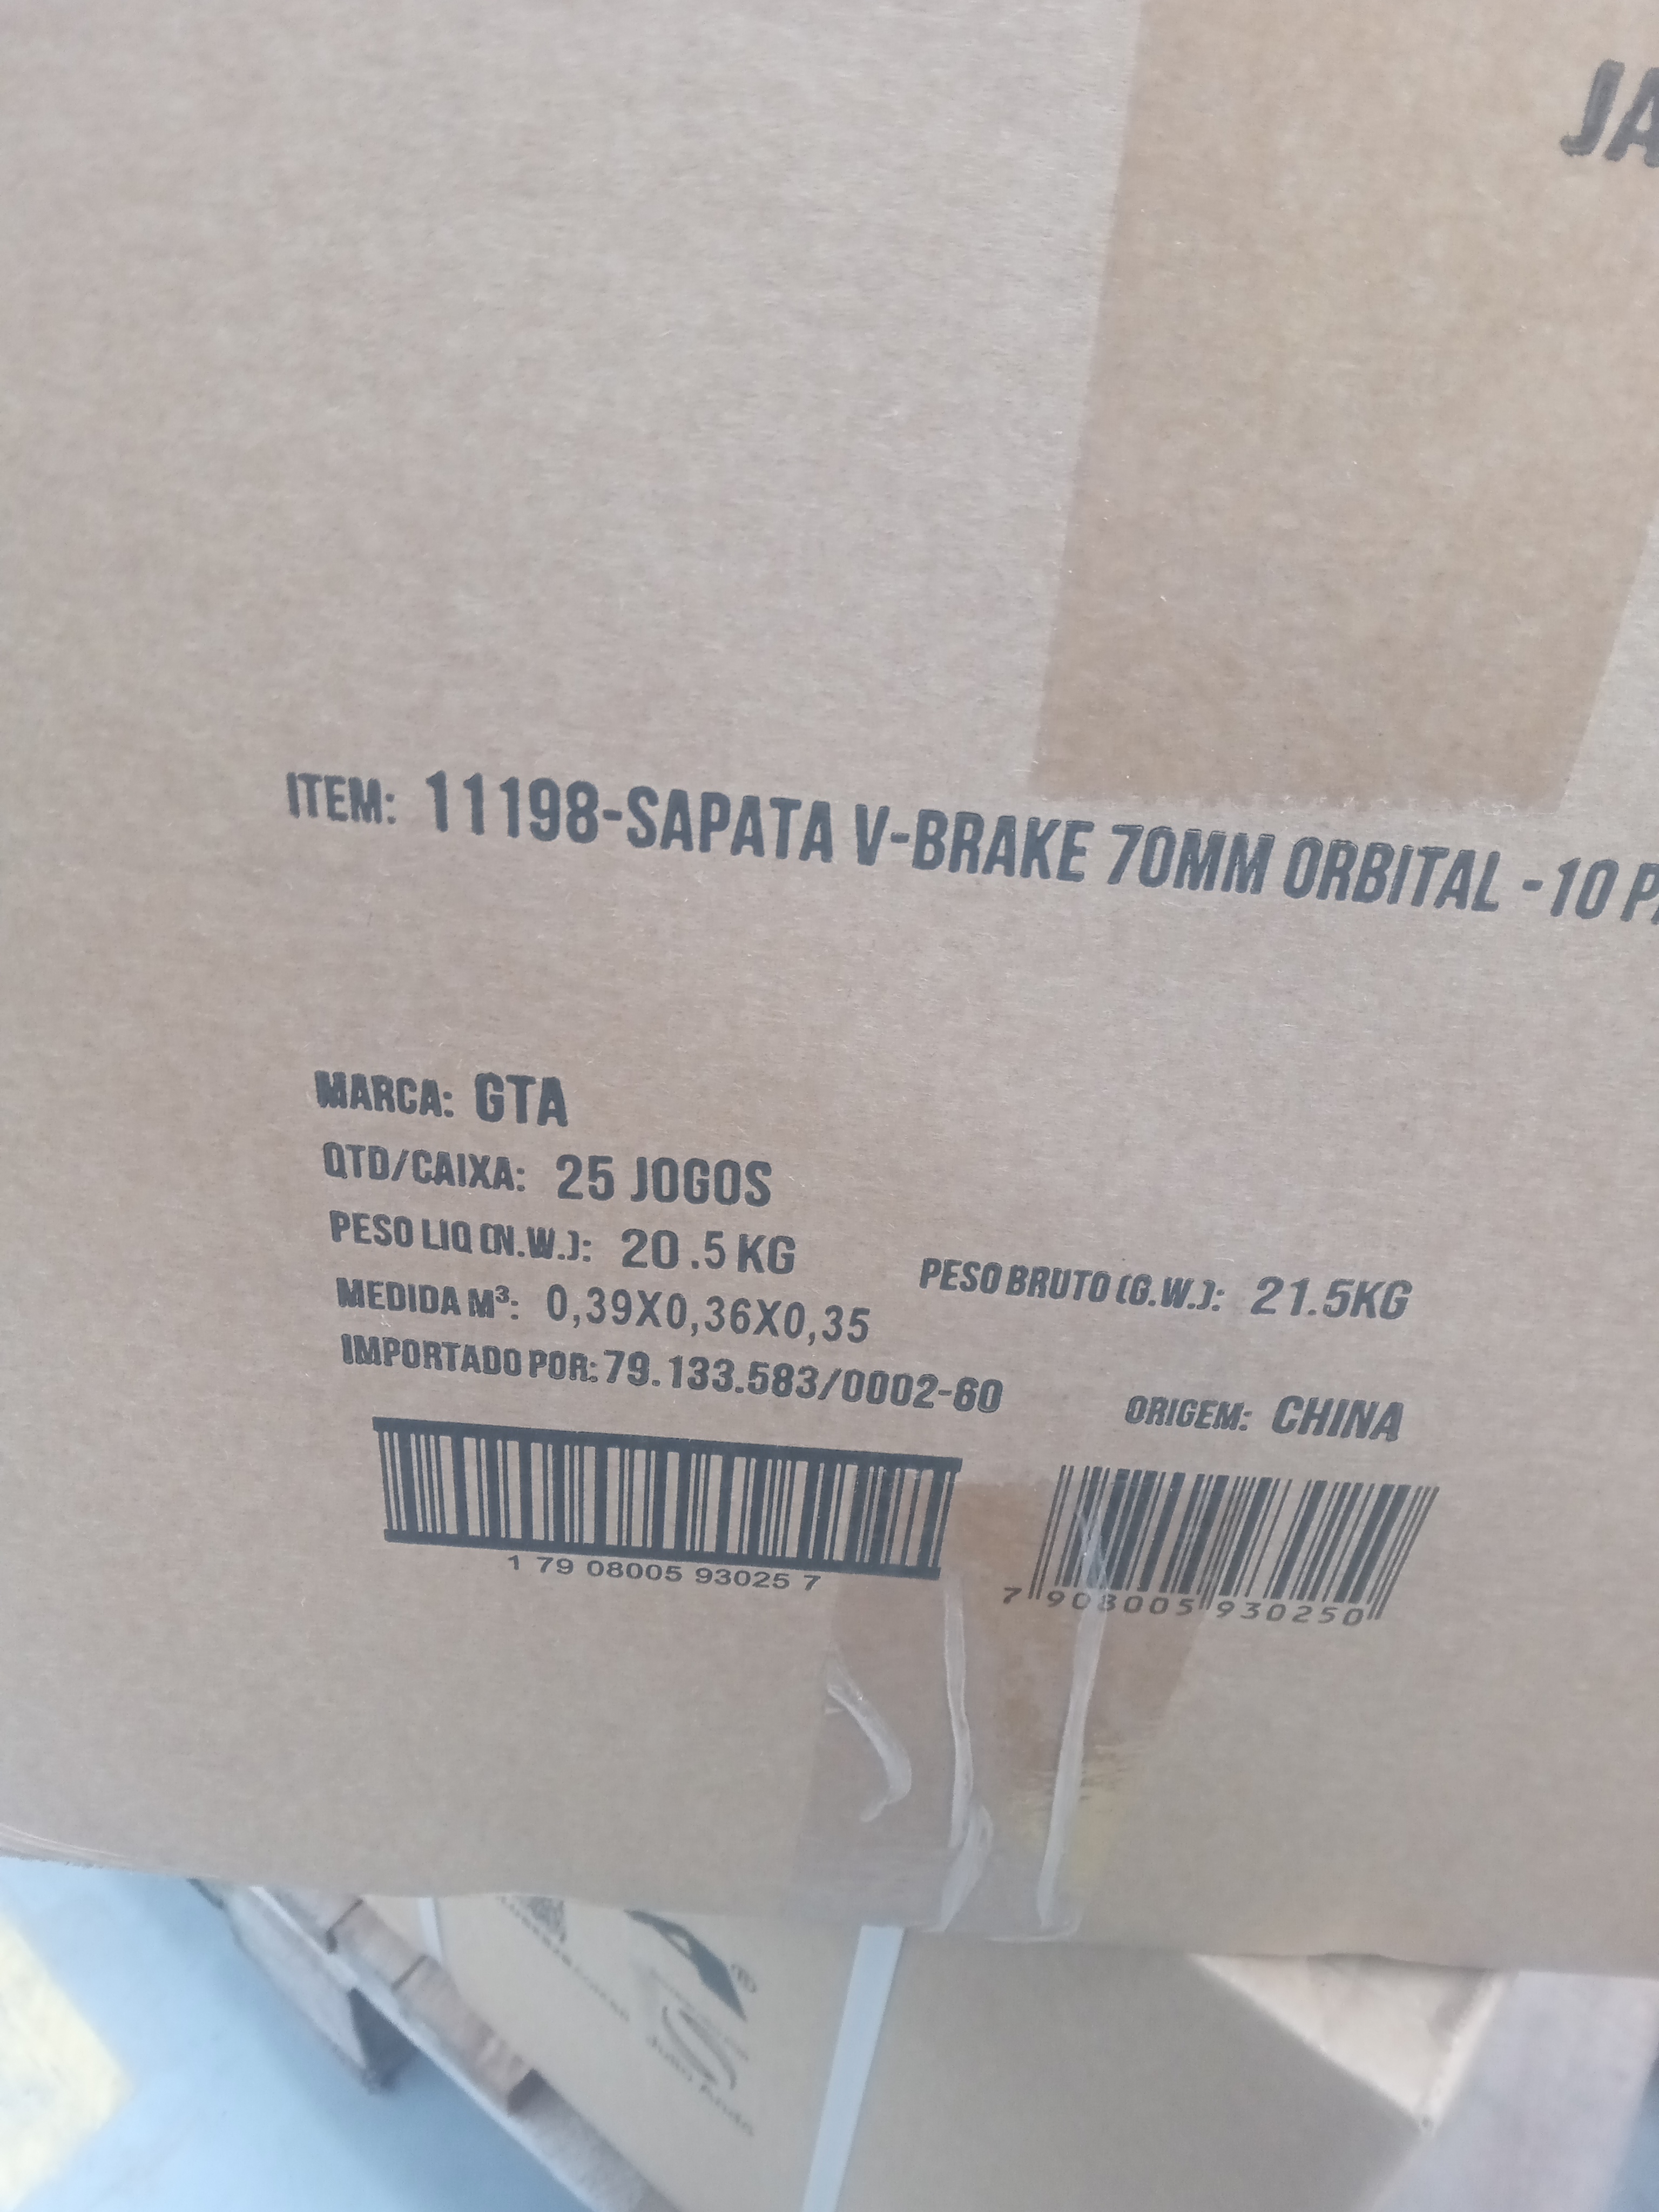 JA
ITEM: 11198-SAPATA V-BRAKE 70MM ORBITAL -10 P
MARCA: GTA
QTD/CAIXA: 25 JOGOS
PESO LIQ (N.W.): 20.5 KG PESO BRUTO (G.W.): 21.5KG
MEDIDA M³: 0,39X0,36X0,35
IMPORTADO POR: 79.133.583/0002-60 ORIGEM: CHINA
1 79 08005 93025 7
7 908005 930250